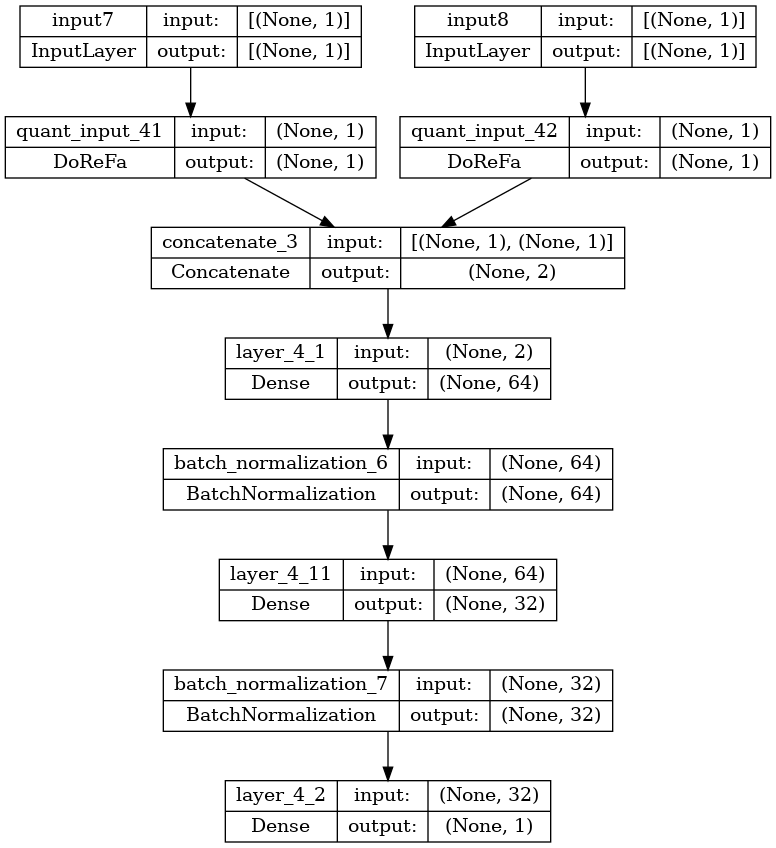 input7 input: [(None, 1)]
InputLayer output: [(None, 1)]
input8 input: [(None, 1)]
InputLayer output: [(None, 1)]
quant_input_41 input: (None, 1)
DoReFa output: (None, 1)
quant_input_42 input: (None, 1)
DoReFa output: (None, 1)
concatenate_3 input: [(None, 1), (None, 1)]
Concatenate output: (None, 2)
layer_4_1 input: (None, 2)
Dense output: (None, 64)
batch_normalization_6 input: (None, 64)
BatchNormalization output: (None, 64)
layer_4_11 input: (None, 64)
Dense output: (None, 32)
batch_normalization_7 input: (None, 32)
BatchNormalization output: (None, 32)
layer_4_2 input: (None, 32)
Dense output: (None, 1)